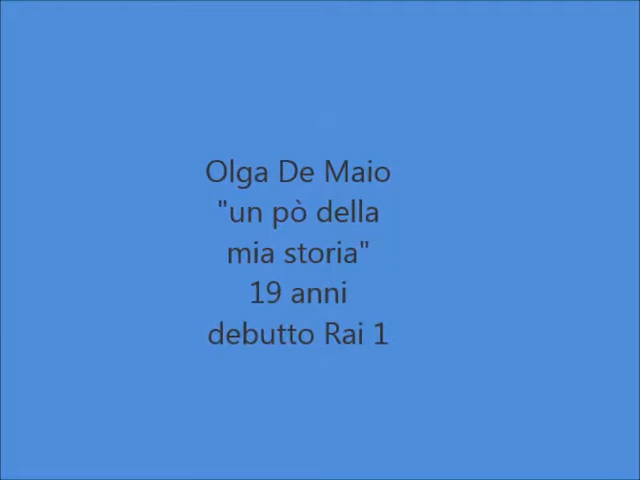 Olga De Maio
"un pò della
mia storia"
19 anni
debutto Rai 1